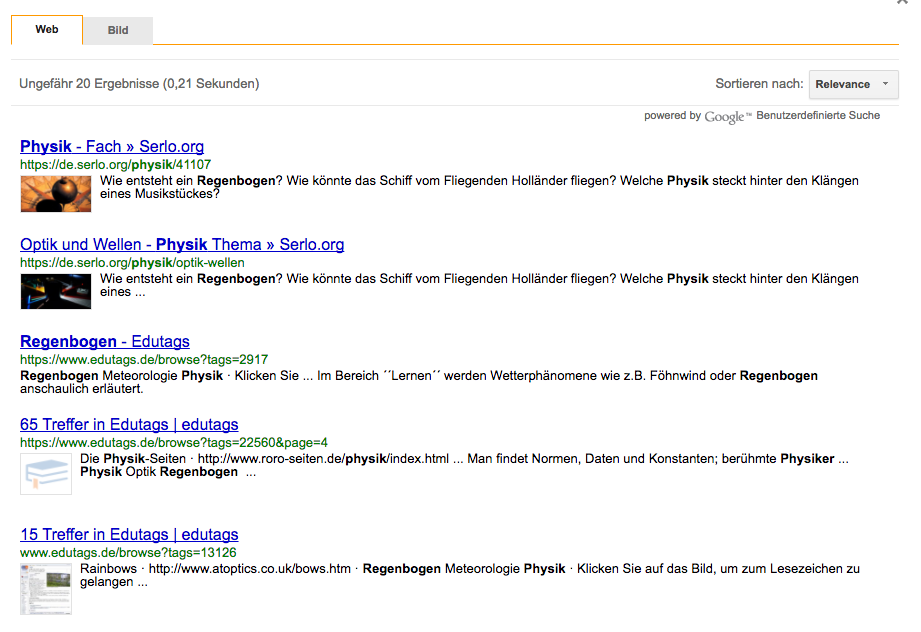 Web
Bild
Ungefähr 20 Ergebnisse (0,21 Sekunden)
Sortieren nach:
Relevance
powered by Google™ Benutzerdefinierte Suche
Physik - Fach » Serlo.org
https://de.serlo.org/physik/41107
Wie entsteht ein Regenbogen? Wie könnte das Schiff vom Fliegenden Holländer fliegen? Welche Physik steckt hinter den Klängen
eines Musikstückes?
Optik und Wellen - Physik Thema » Serlo.org
https://de.serlo.org/physik/optik-wellen
Wie entsteht ein Regenbogen? Wie könnte das Schiff vom Fliegenden Holländer fliegen? Welche Physik steckt hinter den Klängen
eines ...
Regenbogen - Edutags
https://www.edutags.de/browse?tags=2917
Regenbogen Meteorologie Physik · Klicken Sie ... Im Bereich ´´Lernen´´ werden Wetterphänomene wie z.B. Föhnwind oder Regenbogen
anschaulich erläutert.
65 Treffer in Edutags | edutags
https://www.edutags.de/browse?tags=22560&page=4
Die Physik-Seiten · http://www.roro-seiten.de/physik/index.html ... Man findet Normen, Daten und Konstanten; berühmte Physiker ...
Physik Optik Regenbogen ...
15 Treffer in Edutags | edutags
www.edutags.de/browse?tags=13126
Rainbows · http://www.atoptics.co.uk/bows.htm · Regenbogen Meteorologie Physik · Klicken Sie auf das Bild, um zum Lesezeichen zu
gelangen ...